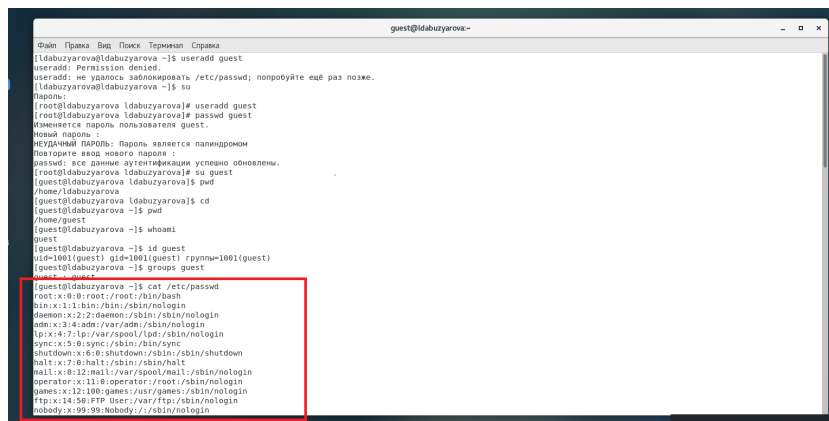 guest@ldabuzyarova:~
Файл Правка Вид Поиск Терминал Справка
[ldabuzyarova@ldabuzyarova ~]$ useradd guest
useradd: Permission denied.
useradd: не удалось заблокировать /etc/passwd; попробуйте ещё раз позже.
[ldabuzyarova@ldabuzyarova ~]$ su
Пароль:
[root@ldabuzyarova ldabuzyarova]# useradd guest
[root@ldabuzyarova ldabuzyarova]# passwd guest
Изменяется пароль пользователя guest.
Новый пароль :
НЕУДАЧНЫЙ ПАРОЛЬ: Пароль является палиндромом
Повторите ввод нового пароля :
passwd: все данные аутентификации успешно обновлены.
[root@ldabuzyarova ldabuzyarova]# su guest
[guest@ldabuzyarova ldabuzyarova]$ pwd
/home/ldabuzyarova
[guest@ldabuzyarova ldabuzyarova]$ cd
[guest@ldabuzyarova ~]$ pwd
/home/guest
[guest@ldabuzyarova ~]$ whoami
guest
[guest@ldabuzyarova ~]$ id guest
uid=1001(guest) gid=1001(guest) группы=1001(guest)
[guest@ldabuzyarova ~]$ groups guest
guest : guest
[guest@ldabuzyarova ~]$ cat /etc/passwd
root:x:0:0:root:/root:/bin/bash
bin:x:1:1:bin:/bin:/sbin/nologin
daemon:x:2:2:daemon:/sbin:/sbin/nologin
adm:x:3:4:adm:/var/adm:/sbin/nologin
lp:x:4:7:lp:/var/spool/lpd:/sbin/nologin
sync:x:5:0:sync:/sbin:/bin/sync
shutdown:x:6:0:shutdown:/sbin:/sbin/shutdown
halt:x:7:0:halt:/sbin:/sbin/halt
mail:x:8:12:mail:/var/spool/mail:/sbin/nologin
operator:x:11:0:operator:/root:/sbin/nologin
games:x:12:100:games:/usr/games:/sbin/nologin
ftp:x:14:50:FTP User:/var/ftp:/sbin/nologin
nobody:x:99:99:Nobody:/:/sbin/nologin